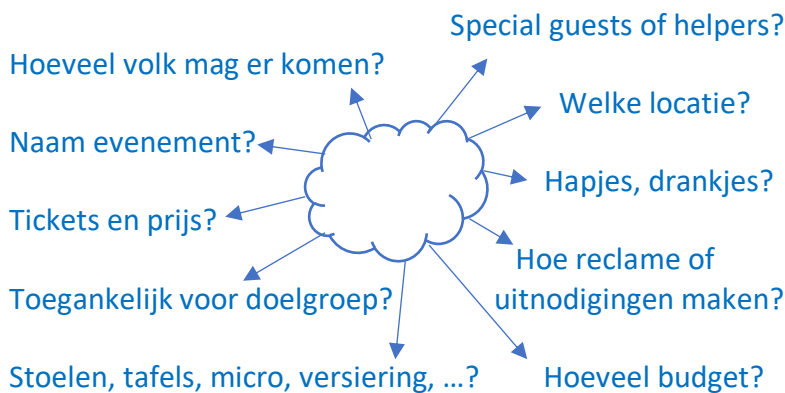 Special guests of helpers?
Hoeveel volk mag er komen?
Welke locatie?
Naam evenement?
Hapjes, drankjes?
Tickets en prijs?
Hoe reclame of
uitnodigingen maken?
Toegankelijk voor doelgroep?
Stoelen, tafels, micro, versiering, …?
Hoeveel budget?